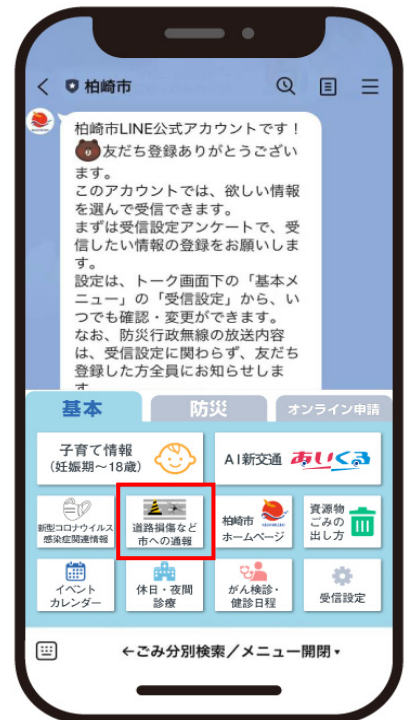 柏崎市
柏崎市LINE公式アカウントです！
友だち登録ありがとうござい
ます。
このアカウントでは、欲しい情報
を選んで受信できます。
まずは受信設定アンケートで、受
信したい情報の登録をお願いしま
す。
設定は、トーク画面下の「基本メ
ニュー」の「受信設定」から、い
つでも確認・変更ができます。
なお、防災行政無線の放送内容
は、受信設定に関わらず、友だち
登録した方全員にお知らせしま
す
基本
防災
オンライン申請
子育て情報
（妊娠期～18歳）
AI新交通 あいくる
新型コロナウイルス
感染症関連情報
道路損傷など
市への通報
柏崎市
ホームページ
資源物
ごみの
出し方
イベント
カレンダー
休日・夜間
診療
がん検診・
健診日程
受信設定
←ごみ分別検索／メニュー開閉▾